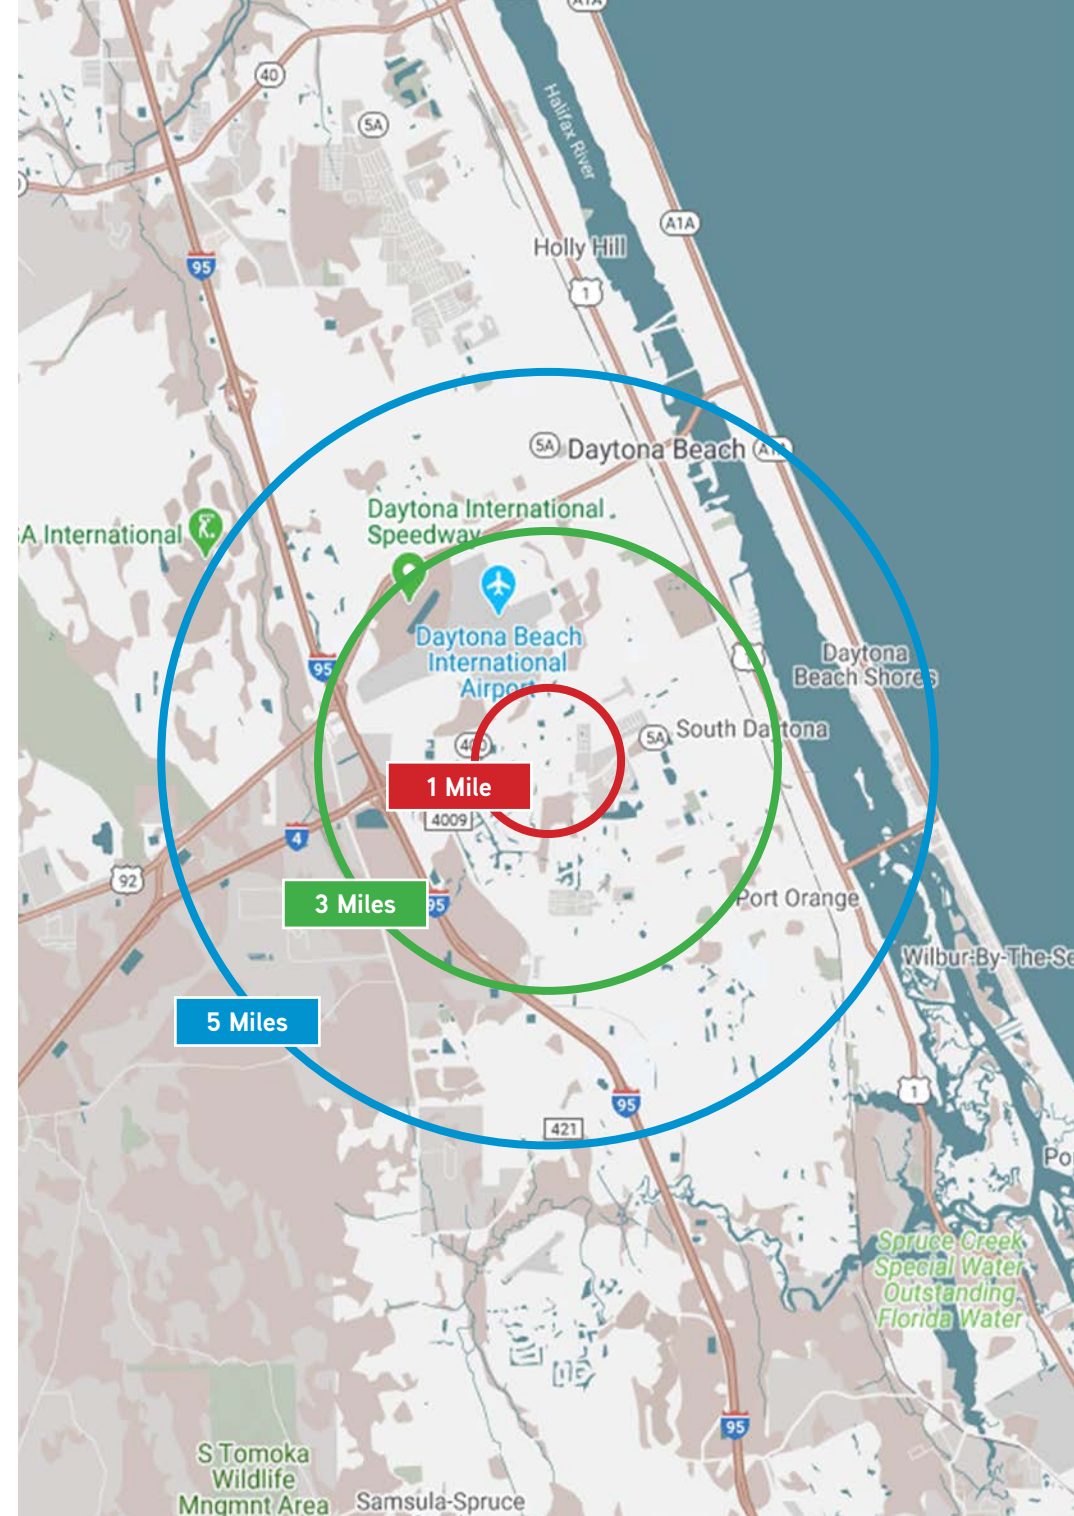 A1A
40
5A
Halifax River
A1A
Holly Hill
95
1
5A
Daytona Beach
A1A
Daytona International
Speedway
A International
Daytona Beach
International
Airport
95
1
Daytona
Beach Shores
400
5A
South Daytona
1 Mile
4009
4
92
3 Miles
95
Port Orange
Wilbur-By-The-Se
5 Miles
95
1
421
Po
Spruce Creek
Special Water
Outstanding
Florida Water
95
S Tomoka
Wildlife
Mngmnt Area
Samsula-Spruce